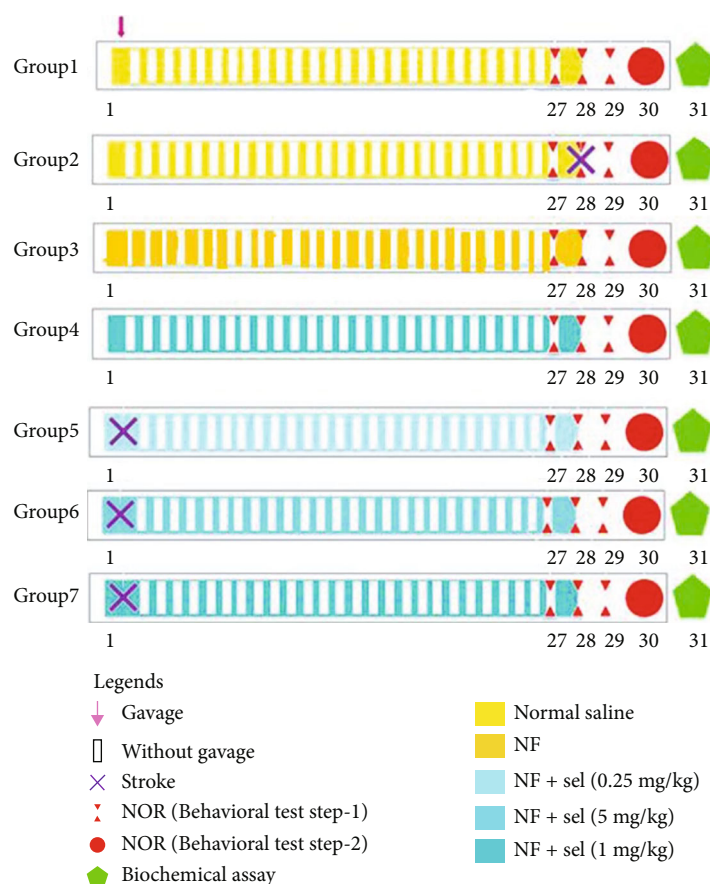 Group1
1 27 28 29 30 31
Group2
1 27 28 29 30 31
Group3
1 27 28 29 30 31
Group4
1 27 28 29 30 31
Group5
1 27 28 29 30 31
Group6
1 27 28 29 30 31
Group7
1 27 28 29 30 31
Legends
Gavage
Without gavage
Stroke
NOR (Behavioral test step-1)
NOR (Behavioral test step-2)
Biochemical assay
Normal saline
NF
NF + sel (0.25 mg/kg)
NF + sel (5 mg/kg)
NF + sel (1 mg/kg)